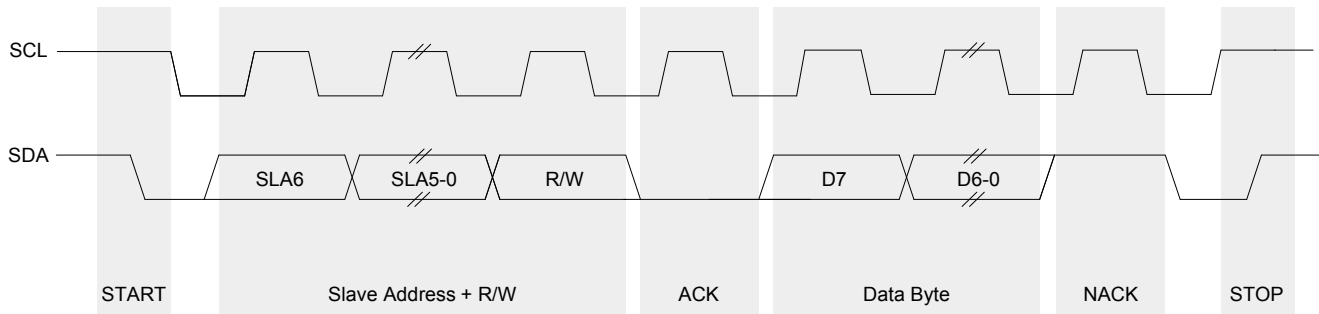 SCL
SDA
SLA6 SLA5-0 R/W D7 D6-0
START Slave Address + R/W ACK Data Byte NACK STOP